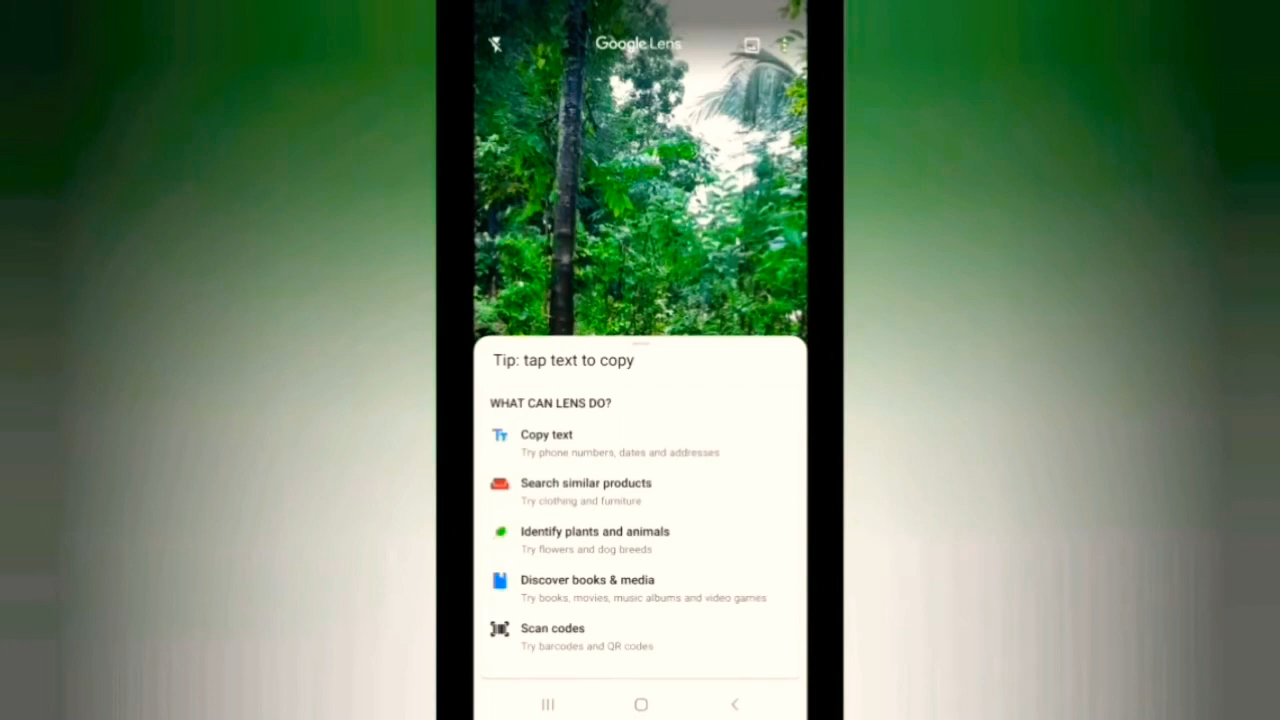 Google Lens
Tip: tap text to copy
WHAT CAN LENS DO?
Copy text
Try phone numbers, dates and addresses
Search similar products
Try clothing and furniture
Identify plants and animals
Try flowers and dog breeds
Discover books & media
Try books, movies, music albums and video games
Scan codes
Try barcodes and QR codes